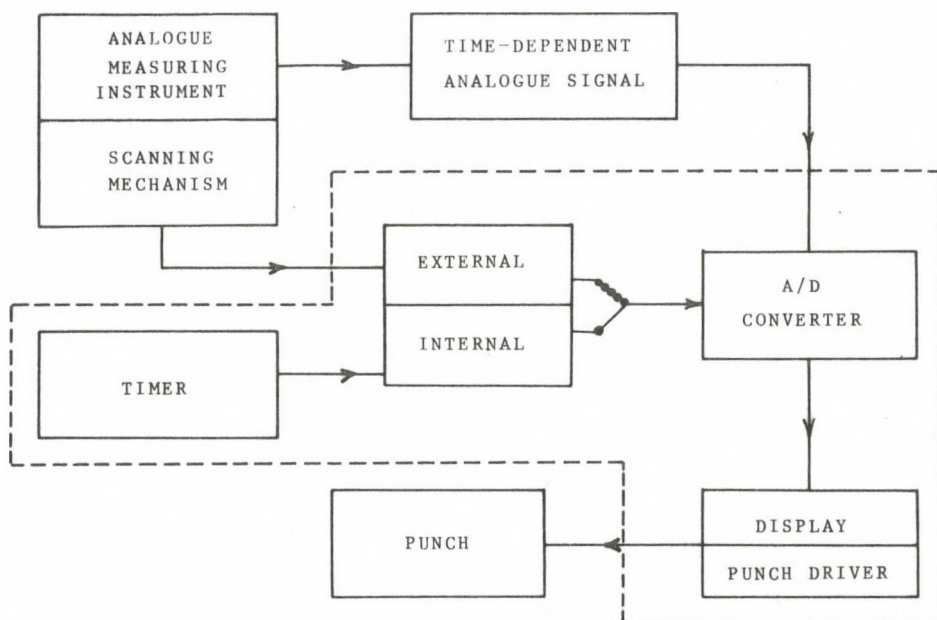 ANALOGUE
MEASURING
INSTRUMENT
SCANNING
MECHANISM
TIME-DEPENDENT
ANALOGUE SIGNAL
EXTERNAL
INTERNAL
A/D
CONVERTER
TIMER
PUNCH
DISPLAY
PUNCH DRIVER